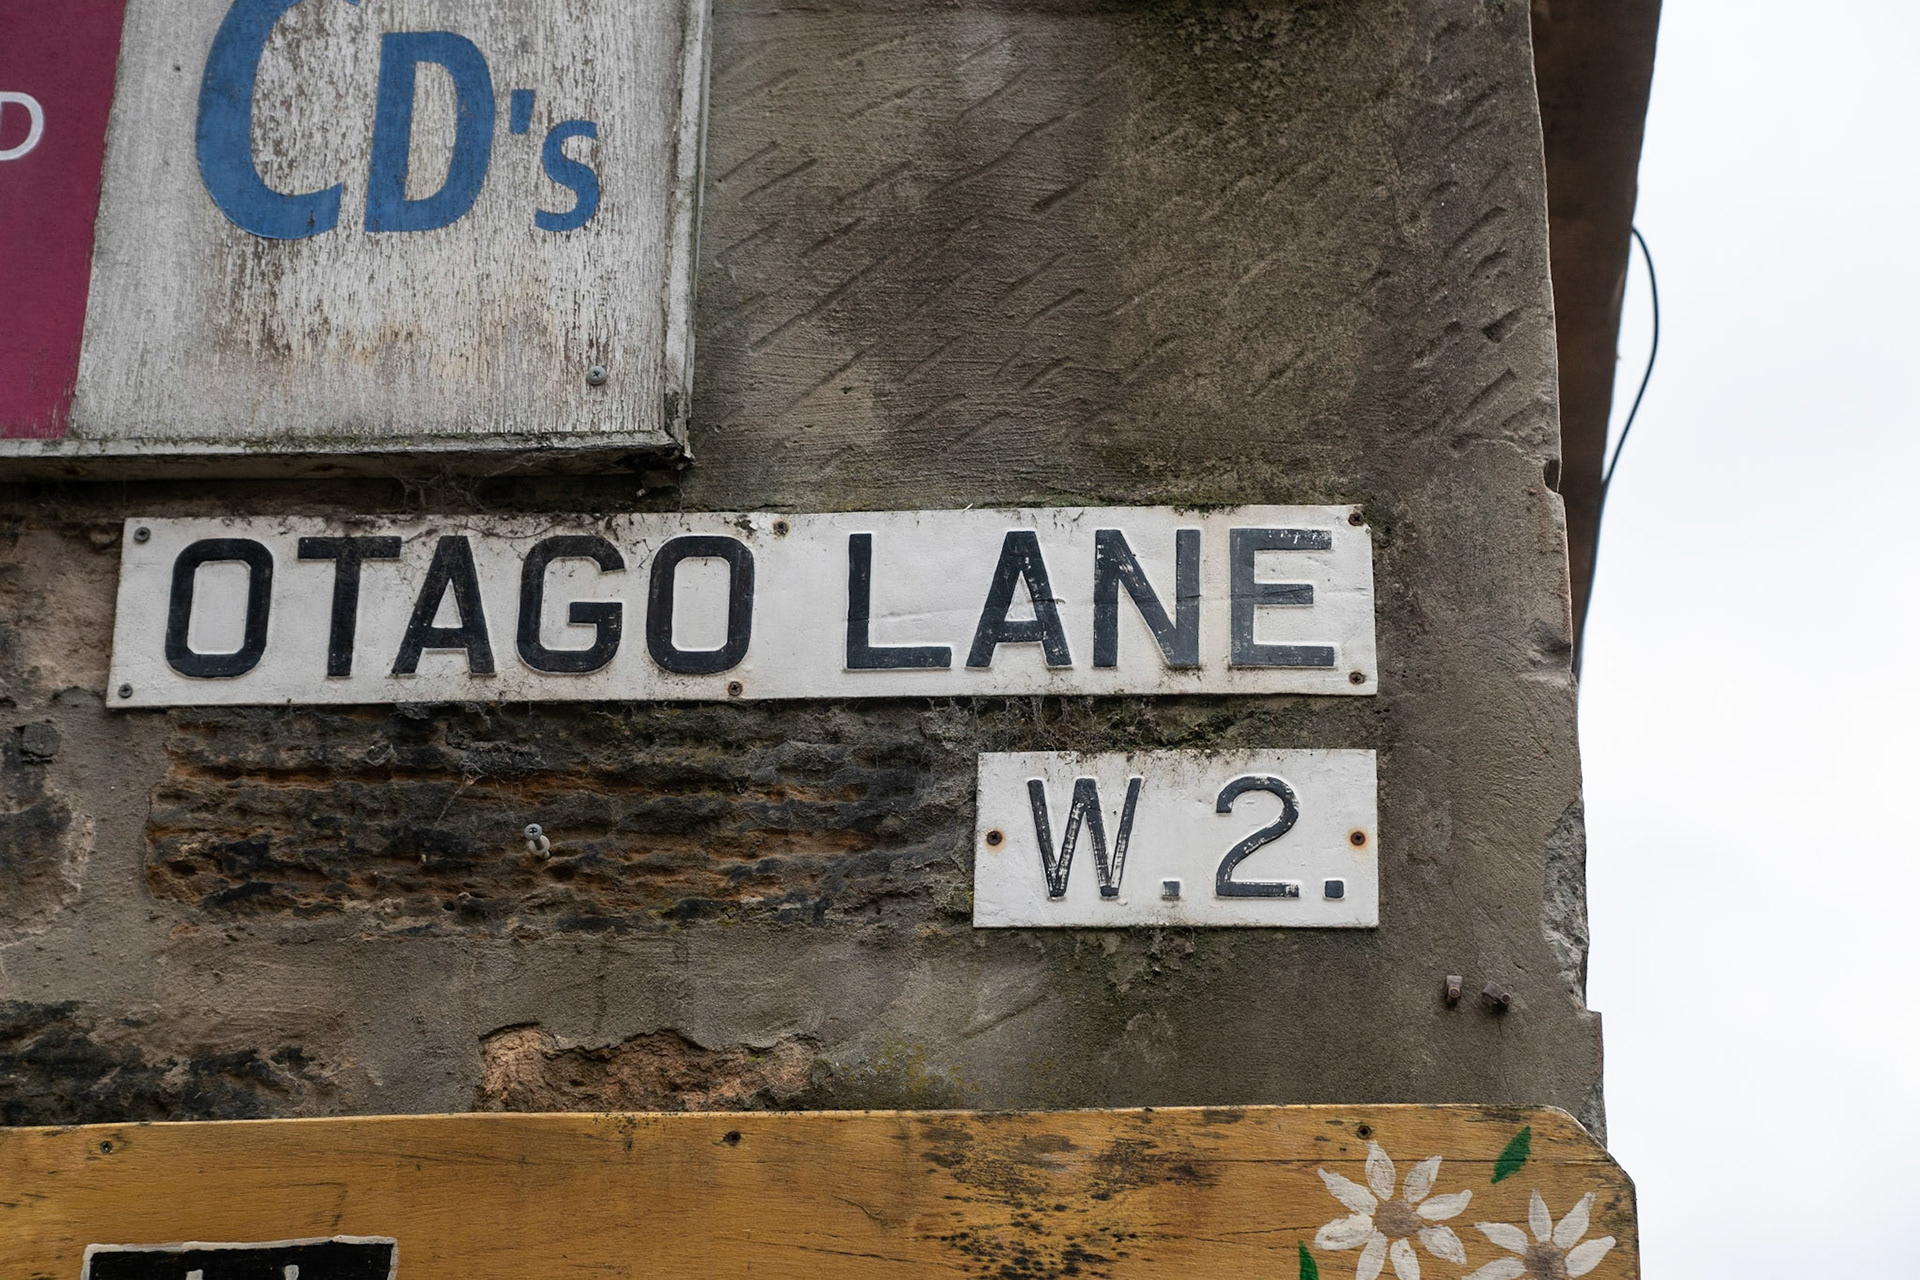 D
CD's
OTAGO LANE
W.2.